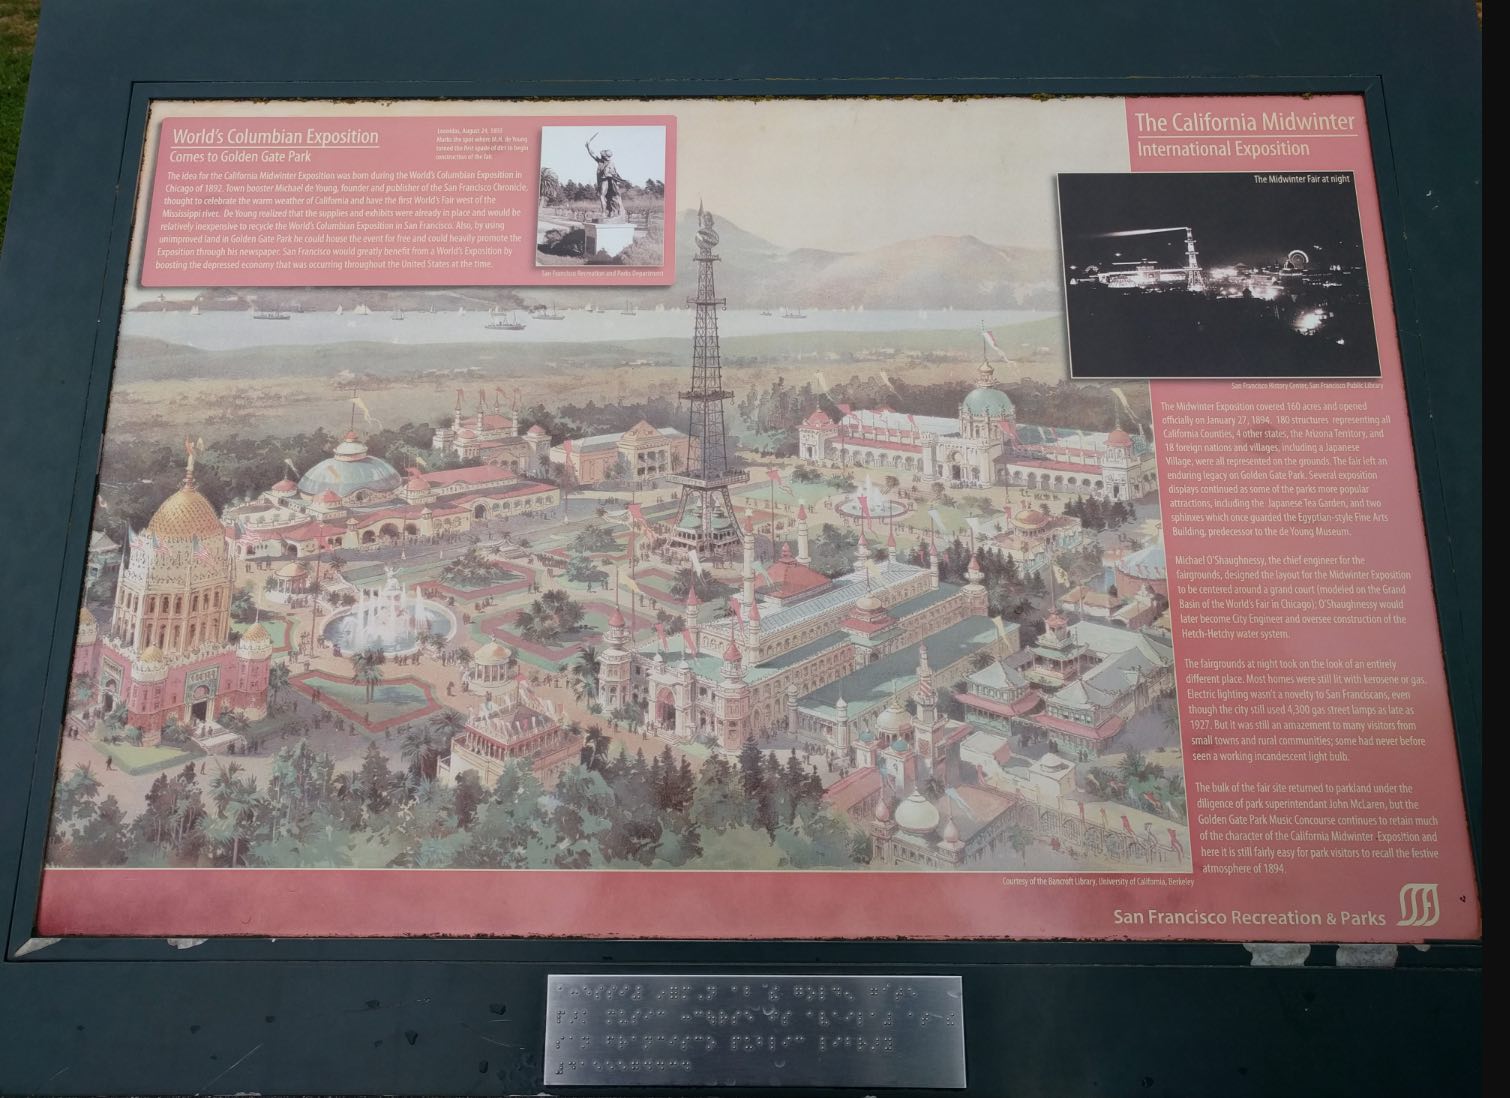 World's Columbian Exposition
Comes to Golden Gate Park
The idea for the California Midwinter Exposition was born during the World's Columbian Exposition in
Chicago of 1892. Town booster Michael de Young, founder and publisher of the San Francisco Chronicle,
thought to celebrate the warm weather of California and have the first World's Fair west of the
Mississippi river. De Young realized that the supplies and exhibits were already in place and would be
relatively inexpensive to recycle the World's Columbian Exposition in San Francisco. Also, by using
unimproved land in Golden Gate Park he could house the event for free and could heavily promote the
Exposition through his newspaper. San Francisco would greatly benefit from a World's Exposition by
boosting the depressed economy that was occurring throughout the United States at the time.
Leonidas, August 24, 1893
Marks the spot where M.H. de Young
turned the first spade of dirt to begin
construction of the fair.
San Francisco Recreation and Parks Department
The California Midwinter
International Exposition
The Midwinter Fair at night
San Francisco History Center, San Francisco Public Library
The Midwinter Exposition covered 160 acres and opened
officially on January 27, 1894. 180 structures representing all
California Counties, 4 other states, the Arizona Territory, and
18 foreign nations and villages, including a Japanese
Village, were all represented on the grounds. The fair left an
enduring legacy on Golden Gate Park. Several exposition
displays continued as some of the parks more popular
attractions, including the Japanese Tea Garden, and two
sphinxes which once guarded the Egyptian-style Fine Arts
Building, predecessor to the de Young Museum.
Michael O'Shaughnessy, the chief engineer for the
fairgrounds, designed the layout for the Midwinter Exposition
to be centered around a grand court (modeled on the Grand
Basin of the World's Fair in Chicago); O'Shaughnessy would
later become City Engineer and oversee construction of the
Hetch-Hetchy water system.
The fairgrounds at night took on the look of an entirely
different place. Most homes were still lit with kerosene or gas.
Electric lighting wasn't a novelty to San Franciscans, even
though the city still used 4,300 gas street lamps as late as
1927. But it was still an amazement to many visitors from
small towns and rural communities; some had never before
seen a working incandescent light bulb.
The bulk of the fair site returned to parkland under the
diligence of park superintendant John McLaren, but the
Golden Gate Park Music Concourse continues to retain much
of the character of the California Midwinter Exposition and
here it is still fairly easy for park visitors to recall the festive
atmosphere of 1894.
Courtesy of the Bancroft Library, University of California, Berkeley
San Francisco Recreation & Parks